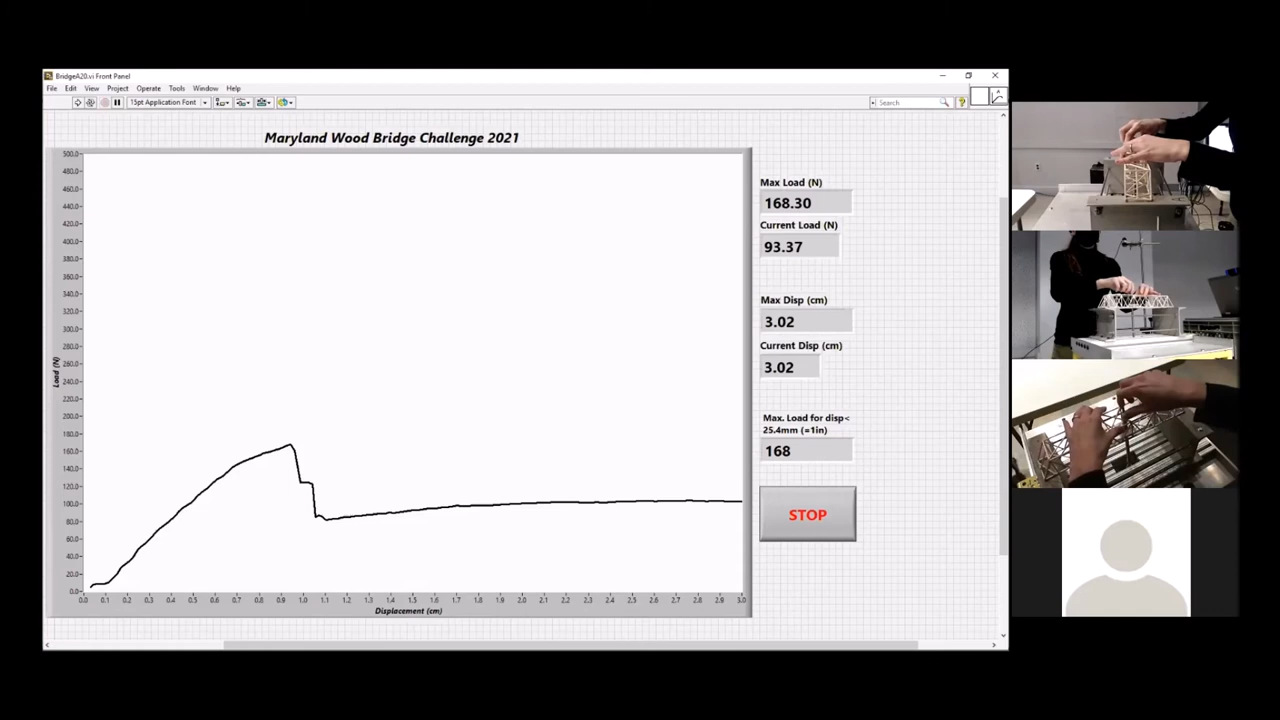 BridgeA20.vi Front Panel
File Edit View Project Operate Tools Window Help
15pt Application Font
Search
Maryland Wood Bridge Challenge 2021
500.0
480.0
460.0
440.0
420.0
400.0
380.0
360.0
340.0
320.0
300.0
280.0
260.0
240.0
220.0
200.0
180.0
160.0
140.0
120.0
100.0
80.0
60.0
40.0
20.0
0.0
Load (N)
0.0 0.1 0.2 0.3 0.4 0.5 0.6 0.7 0.8 0.9 1.0 1.1 1.2 1.3 1.4 1.5 1.6 1.7 1.8 1.9 2.0 2.1 2.2 2.3 2.4 2.5 2.6 2.7 2.8 2.9 3.0
Displacement (cm)
Max Load (N)
168.30
Current Load (N)
93.37
Max Disp (cm)
3.02
Current Disp (cm)
3.02
Max. Load for disp<
25.4mm (=1in)
168
STOP